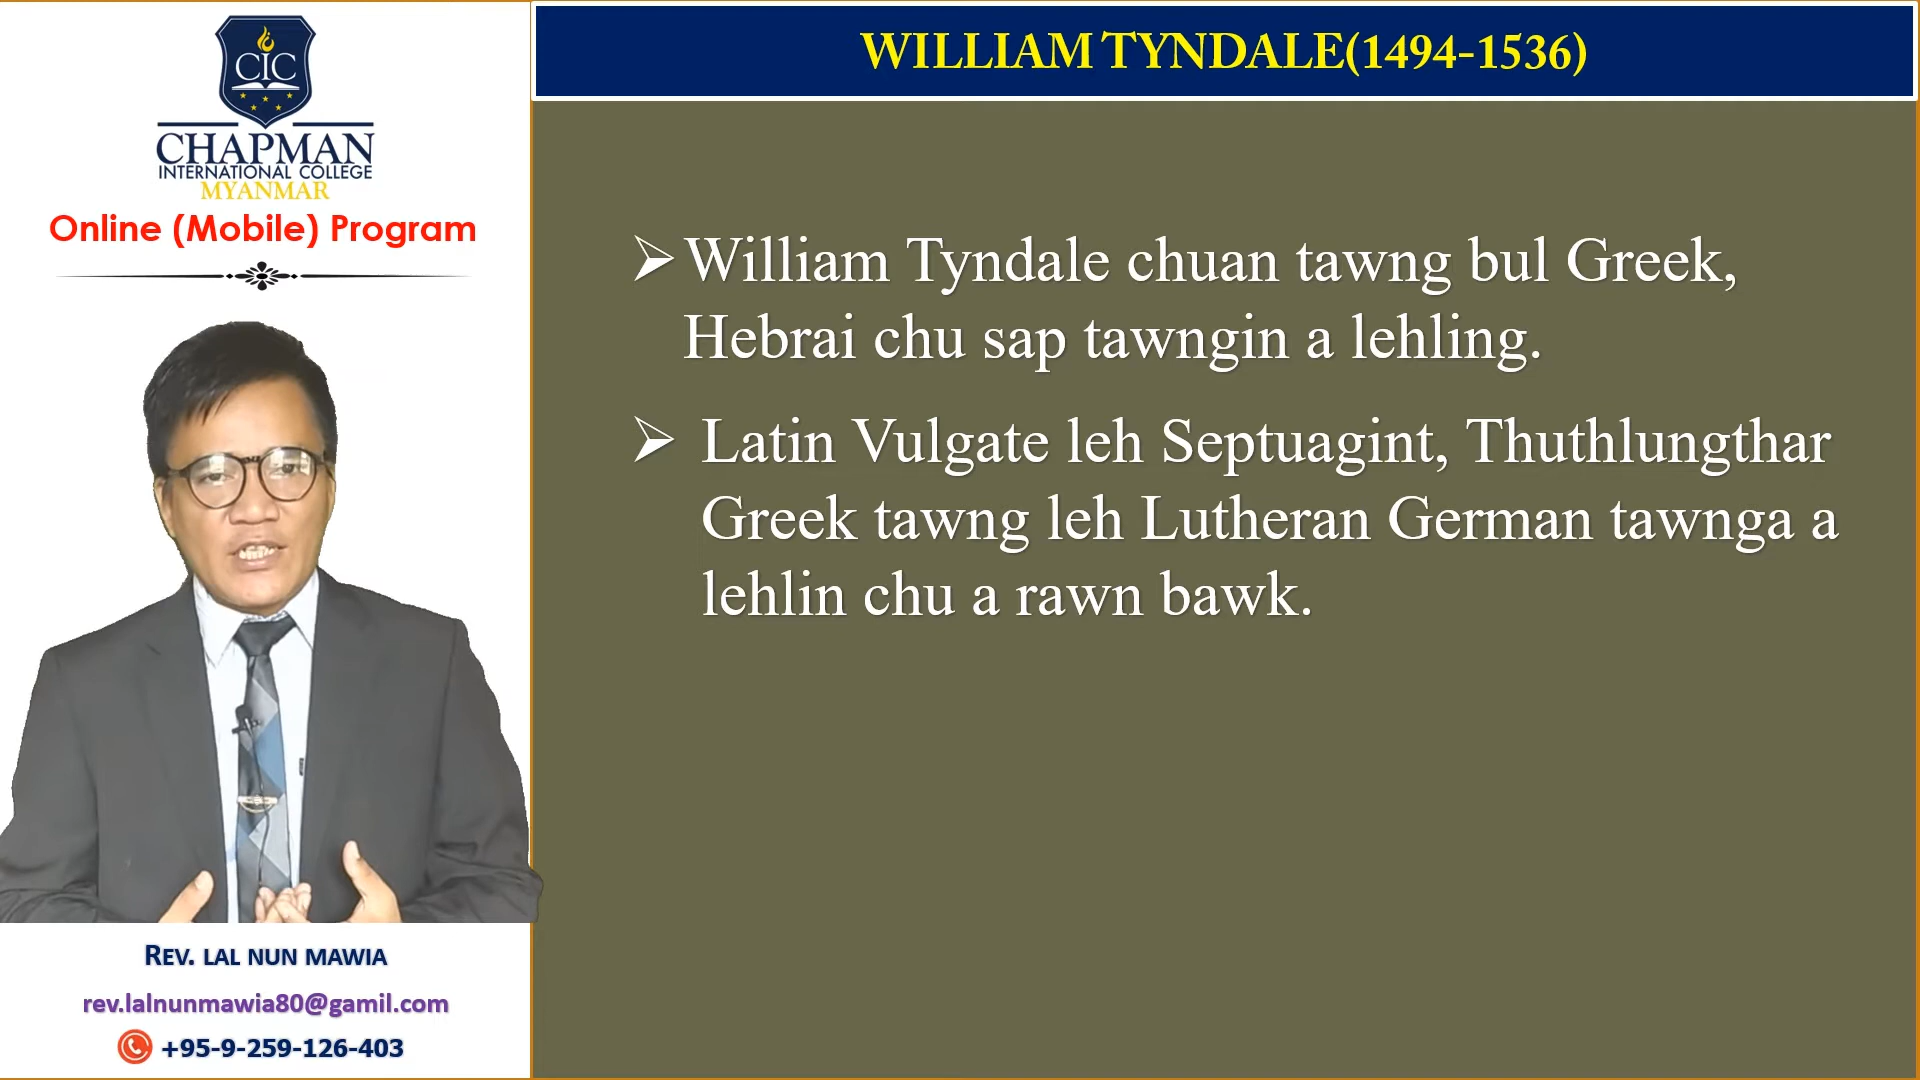 CIC
CHAPMAN
INTERNATIONAL COLLEGE
MYANMAR
Online (Mobile) Program
REV. LAL NUN MAWIA
rev.lalnunmawia80@gamil.com
+95-9-259-126-403
WILLIAM TYNDALE(1494-1536)
William Tyndale chuan tawng bul Greek,
Hebrai chu sap tawngin a lehling.
Latin Vulgate leh Septuagint, Thuthlungthar
Greek tawng leh Lutheran German tawnga a
lehlin chu a rawn bawk.